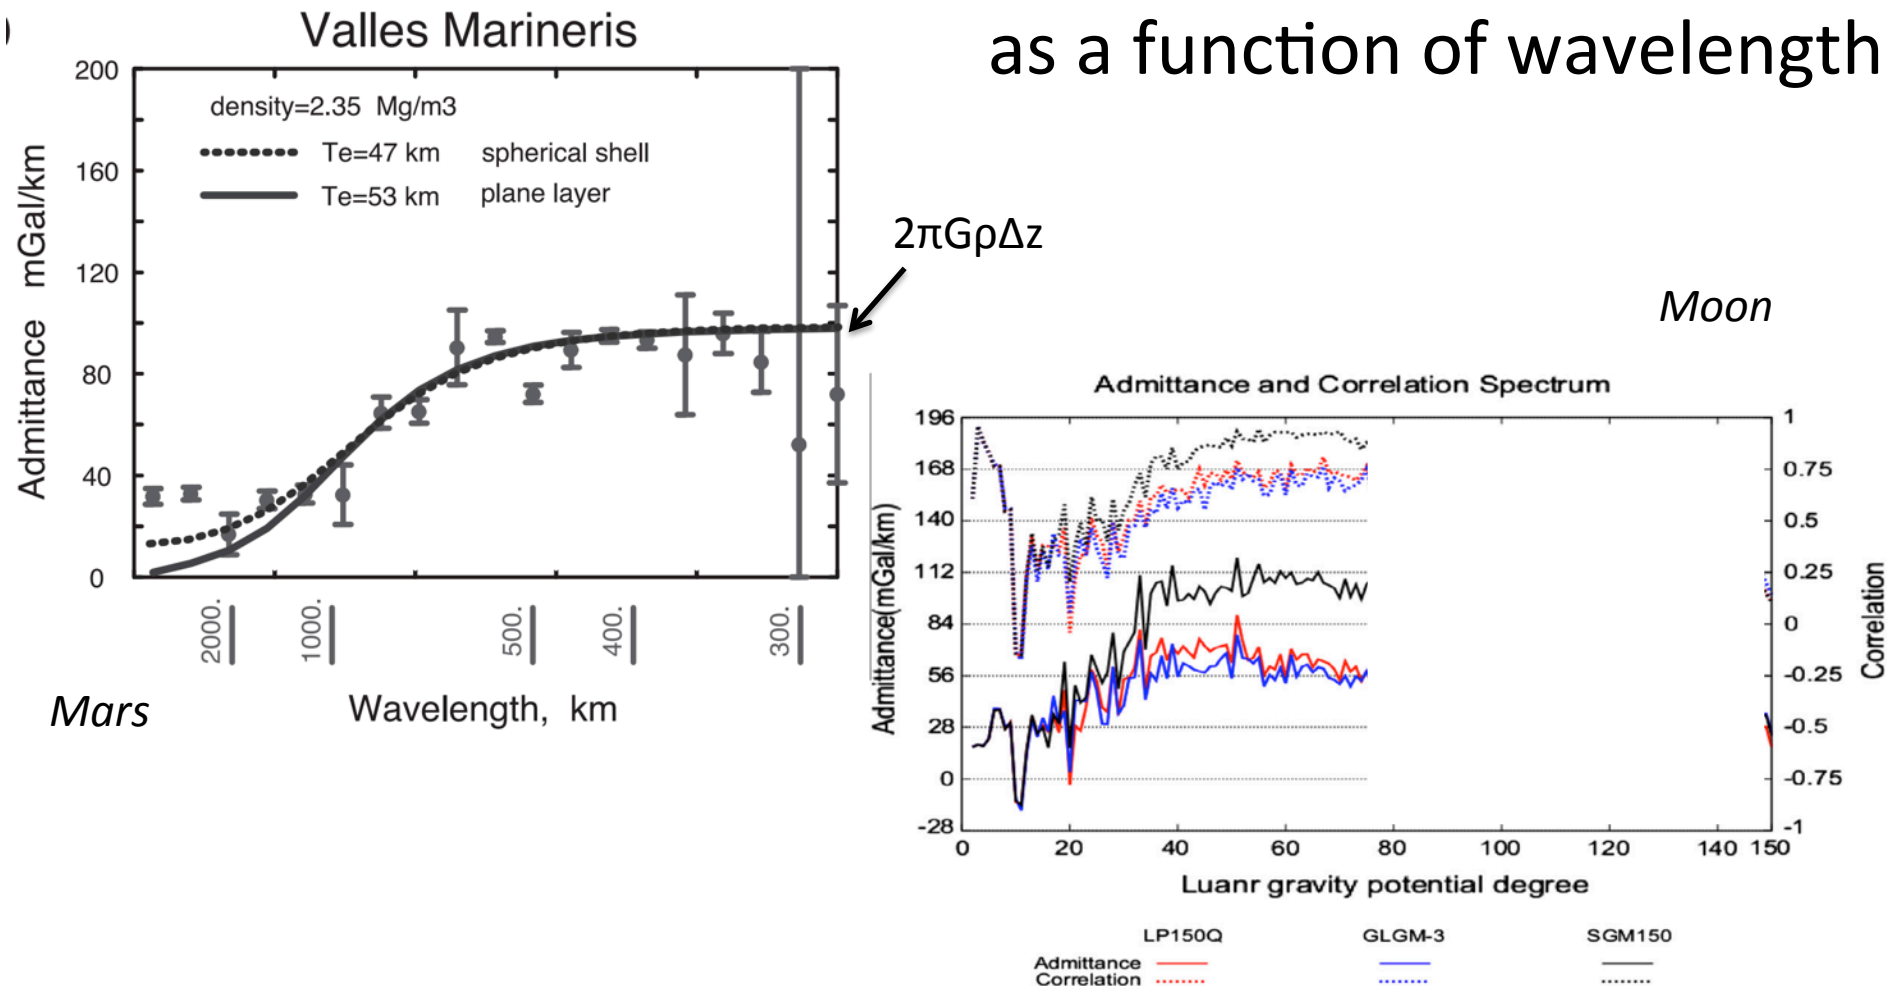 )
Valles Marineris
as a function of wavelength
200
160
120
80
40
0
Admittance mGal/km
density=2.35 Mg/m3
Te=47 km spherical shell
Te=53 km plane layer
2πGρΔz
2000.
1000.
500.
400.
300.
Wavelength, km
Mars
Moon
Admittance and Correlation Spectrum
196
168
140
112
84
56
28
0
-28
Admittance(mGal/km)
1
0.75
0.5
0.25
0
-0.25
-0.5
-0.75
-1
Correlation
0 20 40 60 80 100 120 140 150
Luanr gravity potential degree
LP150Q GLGM-3 SGM150
Admittance
Correlation